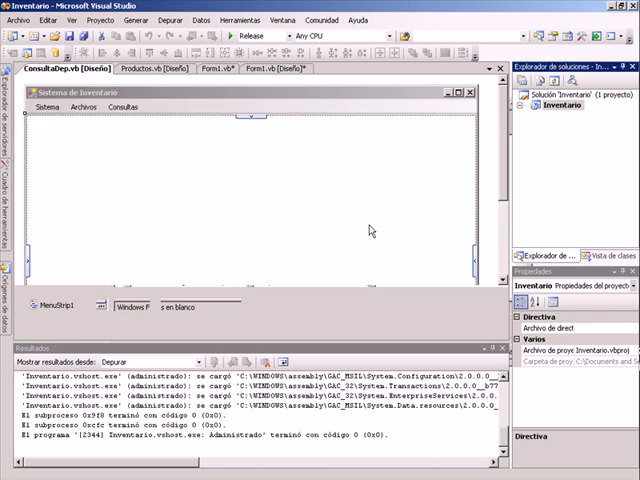 Inventario - Microsoft Visual Studio
Archivo Editar Ver Proyecto Generar Depurar Datos Herramientas Ventana Comunidad Ayuda
Release Any CPU
ConsultaDep.vb [Diseño] Productos.vb [Diseño] Form1.vb* Form1.vb [Diseño]*
Sistema de Inventario
Sistema Archivos Consultas
MenuStrip1
Windows F
s en blanco
Explorador de servidores
Cuadro de herramientas
Orígenes de datos
Resultados
Mostrar resultados desde: Depurar
'Inventario.vshost.exe' (administrado): se cargó 'C:\WINDOWS\assembly\GAC_MSIL\System.Configuration\2.0.0.0_
'Inventario.vshost.exe' (administrado): se cargó 'C:\WINDOWS\assembly\GAC_32\System.Transactions\2.0.0.0__b77
'Inventario.vshost.exe' (administrado): se cargó 'C:\WINDOWS\assembly\GAC_32\System.EnterpriseServices\2.0.0.
'Inventario.vshost.exe' (administrado): se cargó 'C:\WINDOWS\assembly\GAC_MSIL\System.Data.resources\2.0.0.0_
El subproceso 0x9f8 terminó con código 0 (0x0).
El subproceso 0xcfc terminó con código 0 (0x0).
El programa '[2344] Inventario.vshost.exe: Administrado' terminó con código 0 (0x0).
Explorador de soluciones - In...
Solución 'Inventario' (1 proyecto)
Inventario
Explorador de ... Vista de clases
Propiedades
Inventario Propiedades del proyecto
Directiva
Archivo de direct
Varios
Archivo de proye Inventario.vbproj
Carpeta de proy C:\Documents and S
Directiva